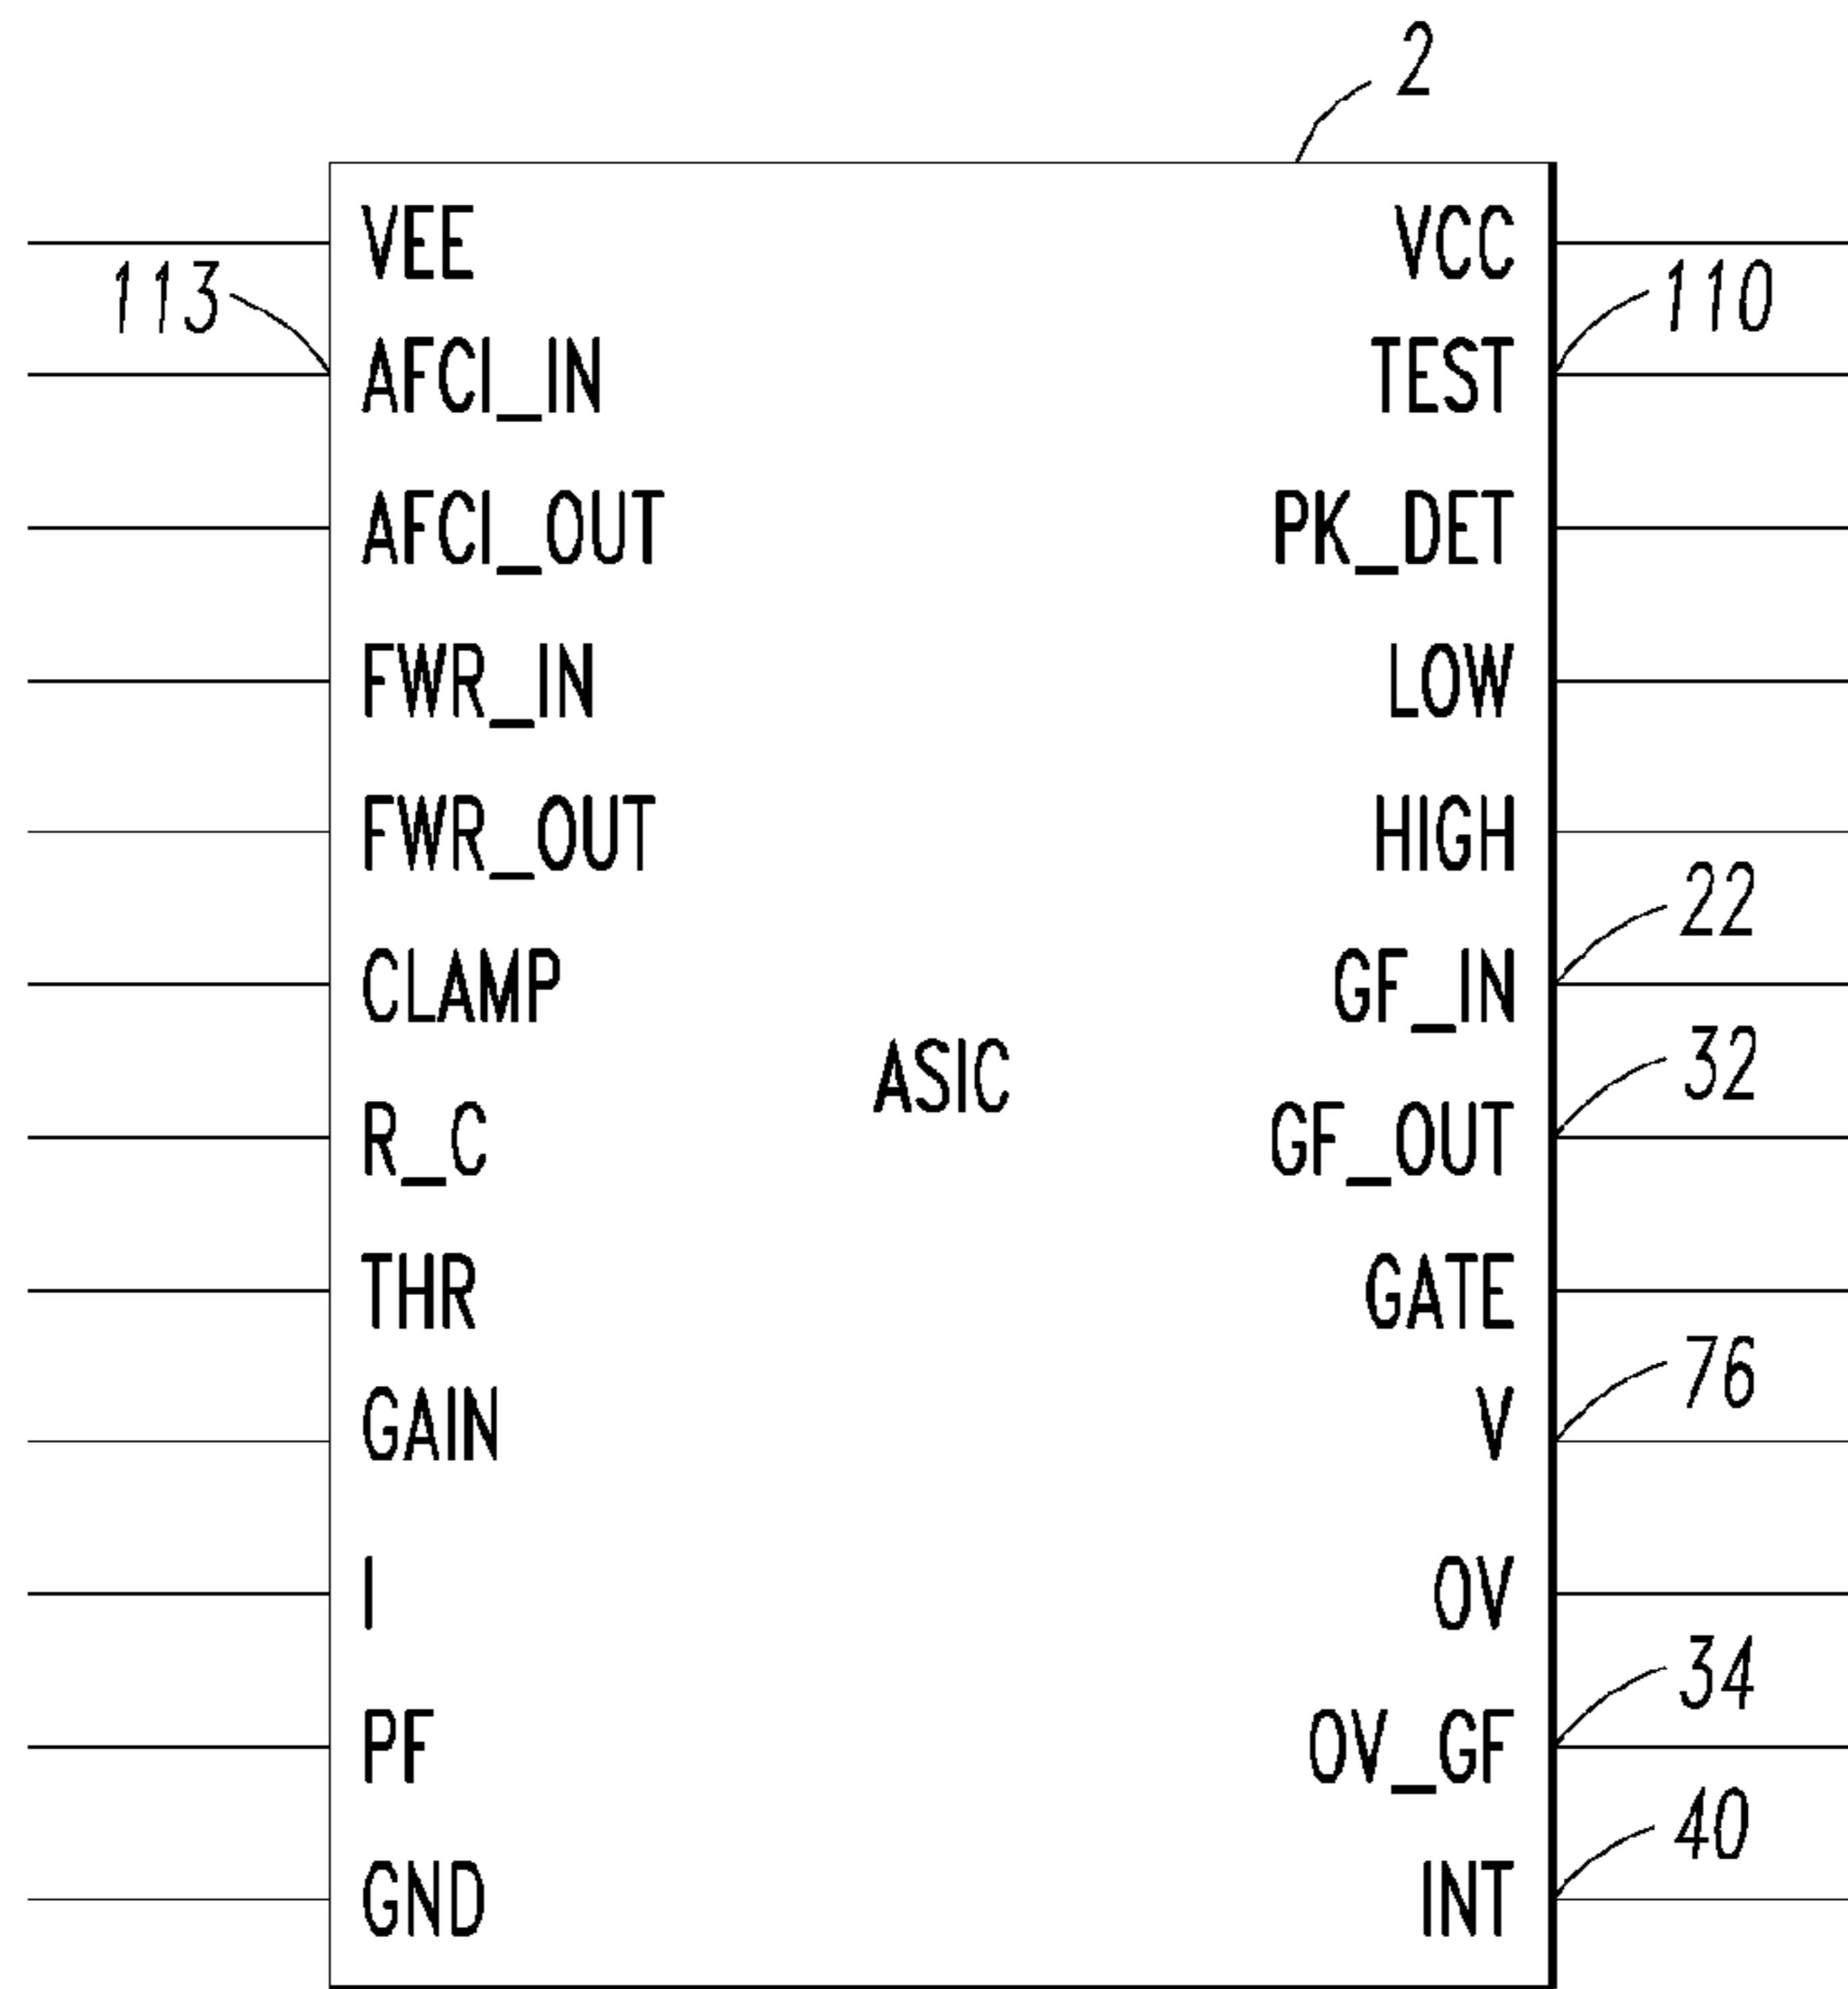 2
VEE VCC
113 110
AFCI_IN TEST
AFCI_OUT PK_DET
FWR_IN LOW
FWR_OUT HIGH
22
CLAMP GF_IN
ASIC 32
R_C GF_OUT
THR GATE
76
GAIN V
I OV
34
PF OV_GF
40
GND INT